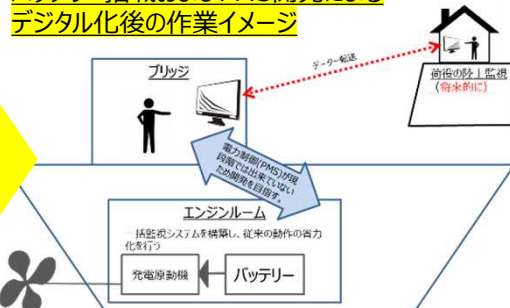 デジタル化後の作業イメージ
ブリッジ
データー転送
荷役の陸上監視
(将来的に)
電力制御(PMS)が現
段階では出来ていない
ため開発を目指す。
エンジンルーム
一括監視システムを構築し、従来の動作の省力
化を行う
発電原動機
バッテリー